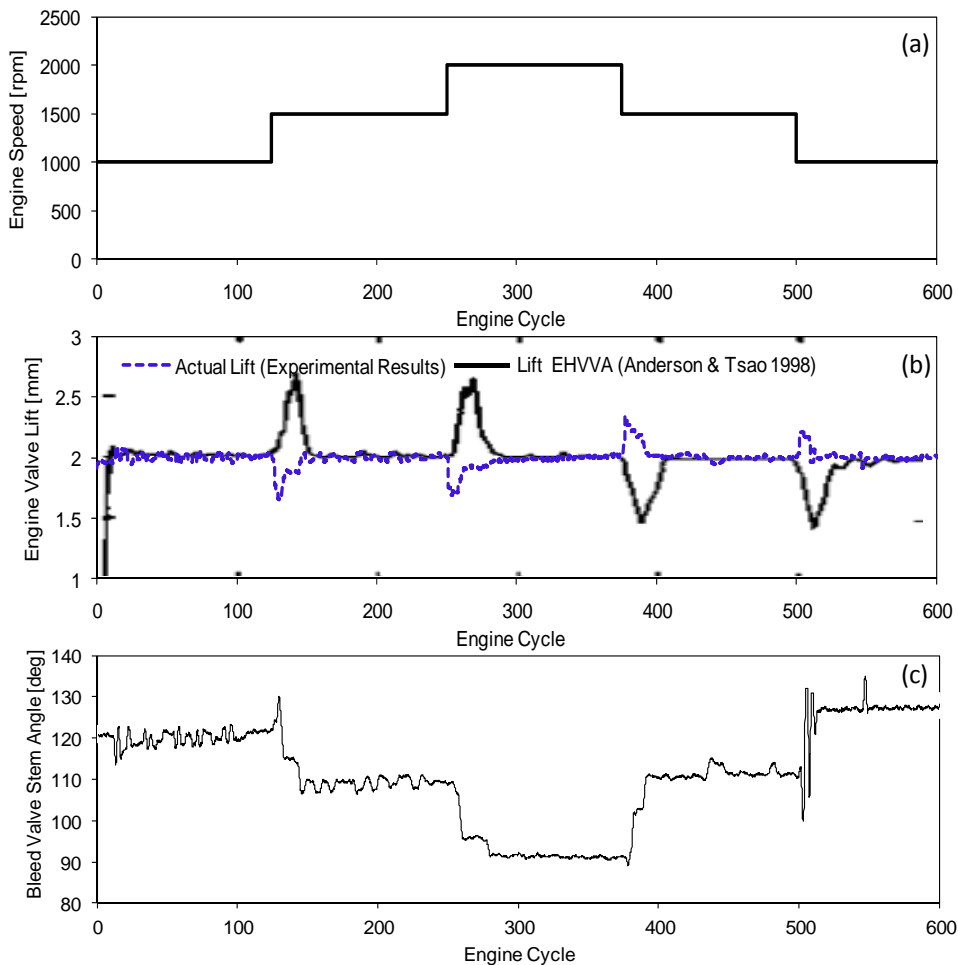 (a)
Engine Speed [rpm]
2500
2000
1500
1000
500
0
0 100 200 300 400 500 600
Engine Cycle
(b)
Engine Valve Lift [mm]
Actual Lift (Experimental Results) Lift EHVVA (Anderson & Tsao 1998)
3
2.5
2
1.5
1
0 100 200 300 400 500 600
Engine Cycle
(c)
Bleed Valve Stem Angle [deg]
140
130
120
110
100
90
80
0 100 200 300 400 500 600
Engine Cycle